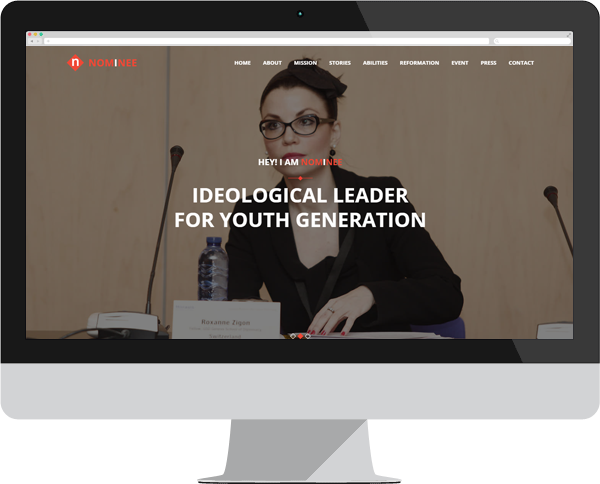 n NOMINEE
HOME ABOUT MISSION STORIES ABILITIES REFORMATION EVENT PRESS CONTACT
HEY! I AM NOMINEE
IDEOLOGICAL LEADER
FOR YOUTH GENERATION
Roxanne Zigon